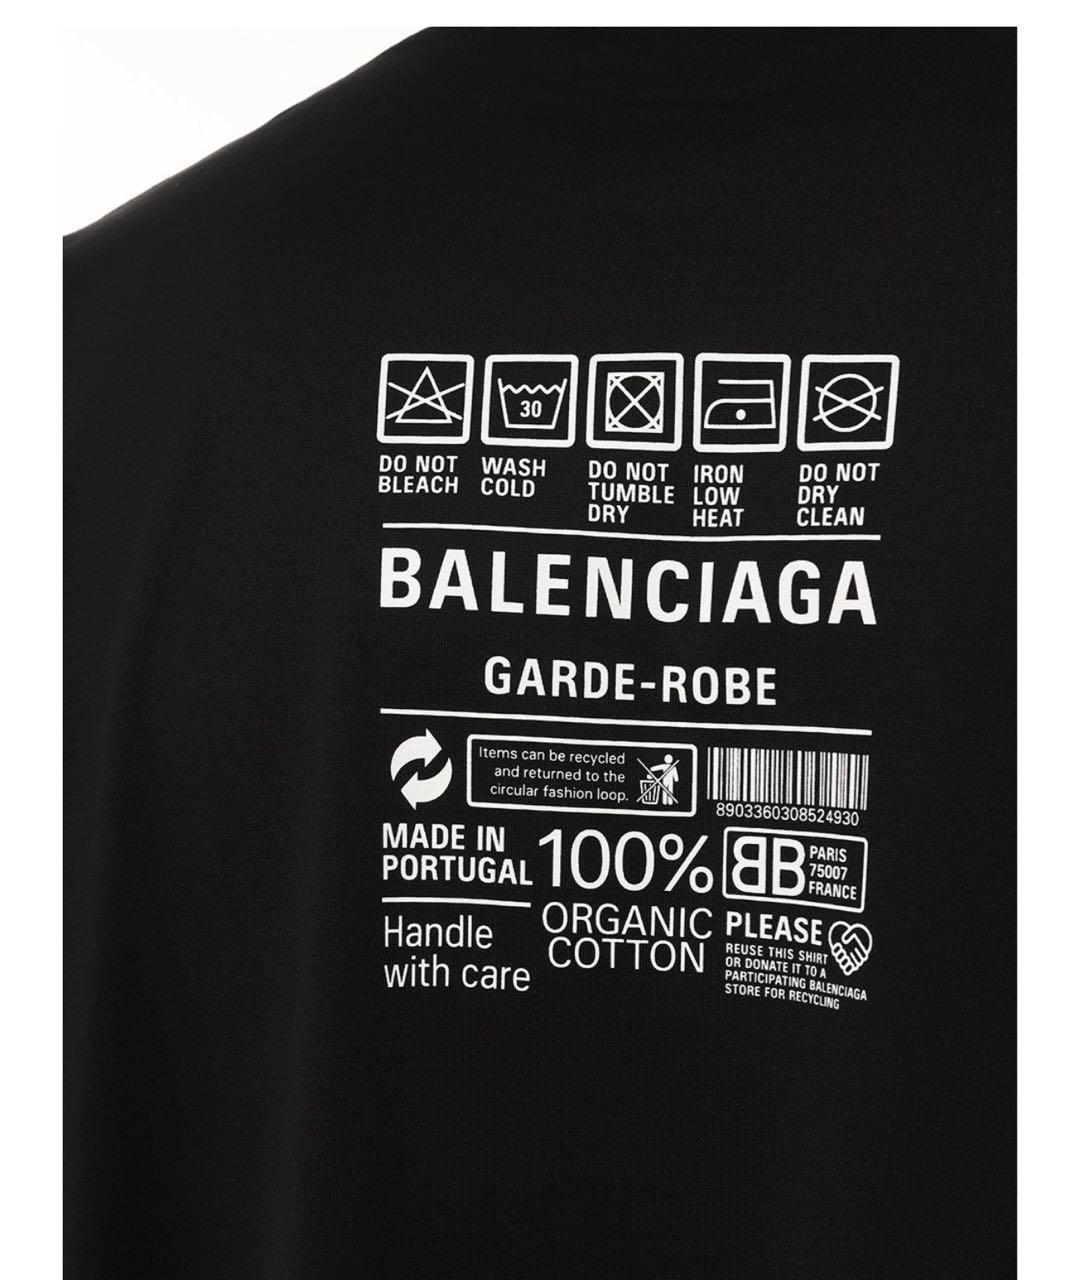 30
DO NOT
BLEACH
WASH
COLD
DO NOT
TUMBLE
DRY
IRON
LOW
HEAT
DO NOT
DRY
CLEAN
BALENCIAGA
GARDE-ROBE
Items can be recycled
and returned to the
circular fashion loop.
8903360308524930
MADE IN
PORTUGAL
100%
ORGANIC
COTTON
BB
PARIS
75007
FRANCE
Handle
with care
PLEASE
REUSE THIS SHIRT
OR DONATE IT TO A
PARTICIPATING BALENCIAGA
STORE FOR RECYCLING